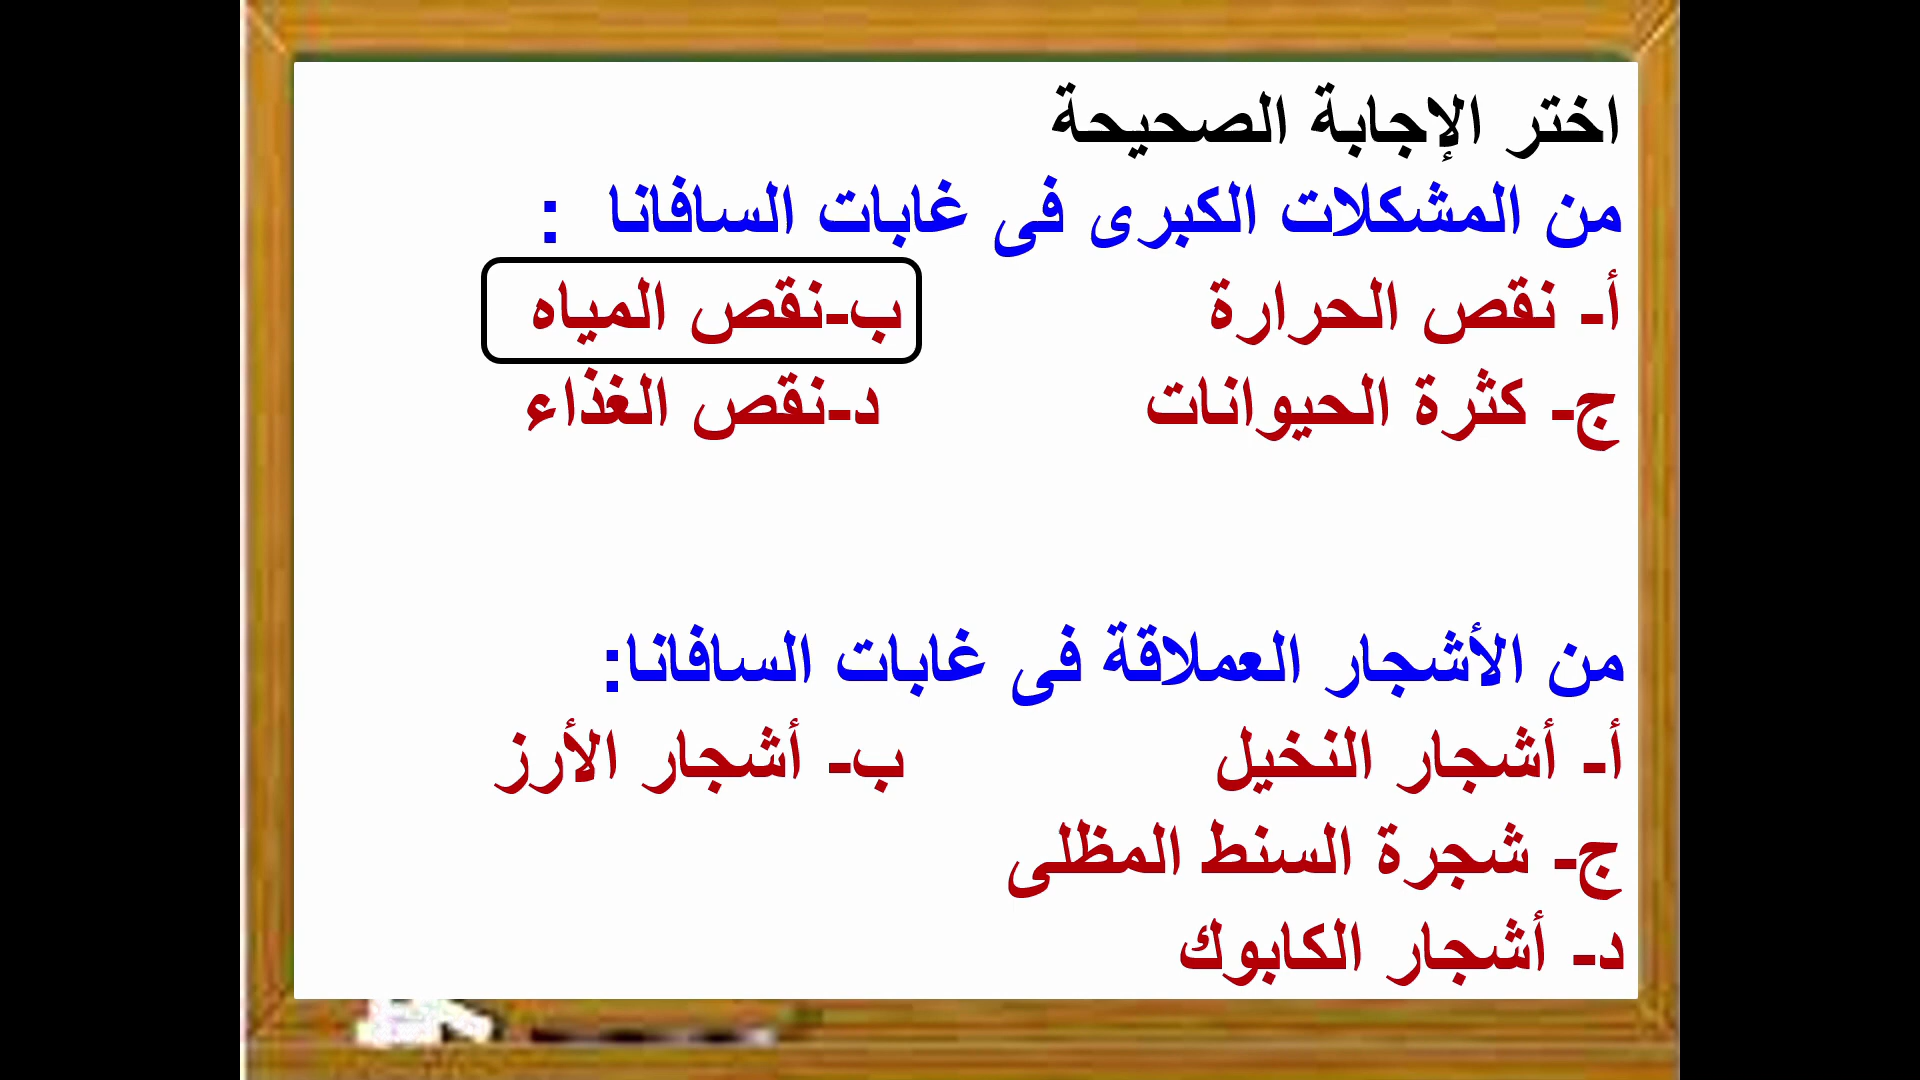 اختر الإجابة الصحيحة
من المشكلات الكبرى فى غابات السافانا :
أ- نقص الحرارة ب-نقص المياه
ج- كثرة الحيوانات د-نقص الغذاء
من الأشجار العملاقة فى غابات السافانا:
أ- أشجار النخيل ب- أشجار الأرز
ج- شجرة السنط المظلى
د- أشجار الكابوك